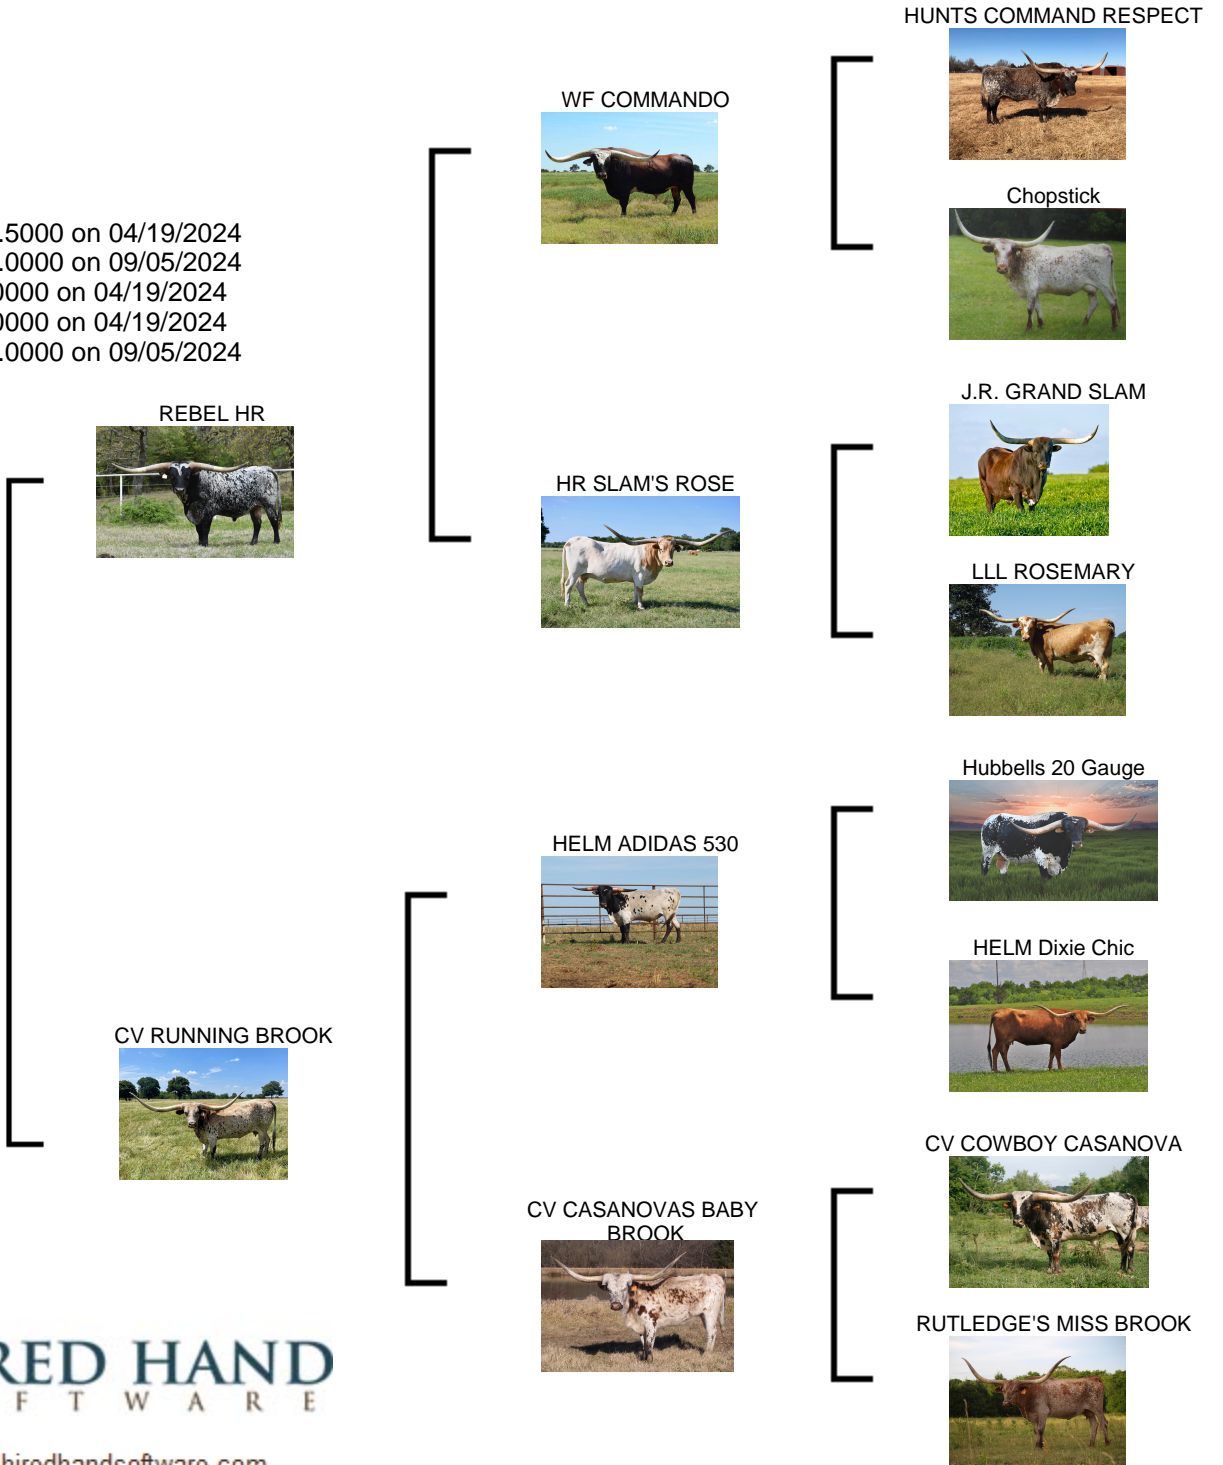 HUNTS COMMAND RESPECT
WF COMMANDO
Chopstick
.5000 on 04/19/2024
.0000 on 09/05/2024
0000 on 04/19/2024
0000 on 04/19/2024
.0000 on 09/05/2024
J.R. GRAND SLAM
REBEL HR
HR SLAM'S ROSE
LLL ROSEMARY
Hubbells 20 Gauge
HELM ADIDAS 530
HELM Dixie Chic
CV RUNNING BROOK
CV COWBOY CASANOVA
CV CASANOVAS BABY
BROOK
RUTLEDGE'S MISS BROOK
RED HAND
F T W A R E
hiredhandsoftware.com